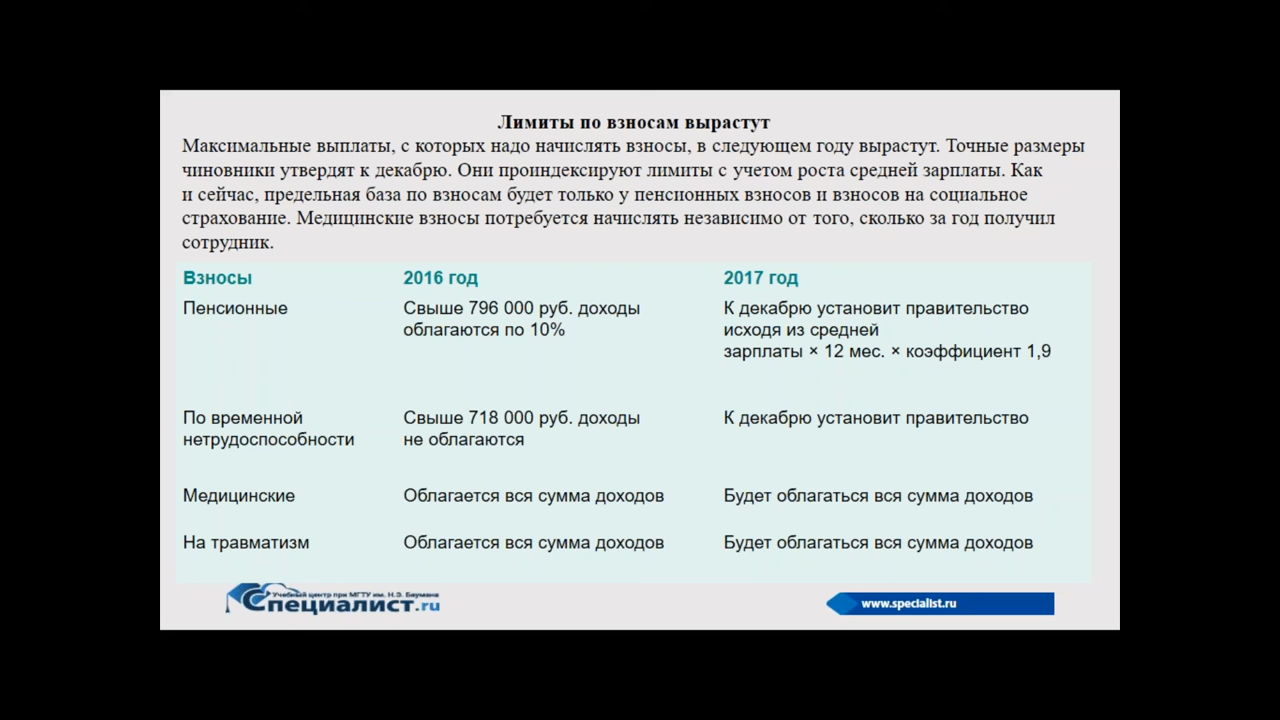 Лимиты по взносам вырастут
Максимальные выплаты, с которых надо начислять взносы, в следующем году вырастут. Точные размеры
чиновники утвердят к декабрю. Они проиндексируют лимиты с учетом роста средней зарплаты. Как
и сейчас, предельная база по взносам будет только у пенсионных взносов и взносов на социальное
страхование. Медицинские взносы потребуется начислять независимо от того, сколько за год получил
сотрудник.
Взносы 2016 год 2017 год
Пенсионные Свыше 796 000 руб. доходы К декабрю установит правительство
облагаются по 10% исходя из средней
зарплаты × 12 мес. × коэффициент 1,9
По временной Свыше 718 000 руб. доходы К декабрю установит правительство
нетрудоспособности не облагаются
Медицинские Облагается вся сумма доходов Будет облагаться вся сумма доходов
На травматизм Облагается вся сумма доходов Будет облагаться вся сумма доходов
Учебный центр при МГТУ им. Н.Э. Баумана
Специалист.ru www.specialist.ru